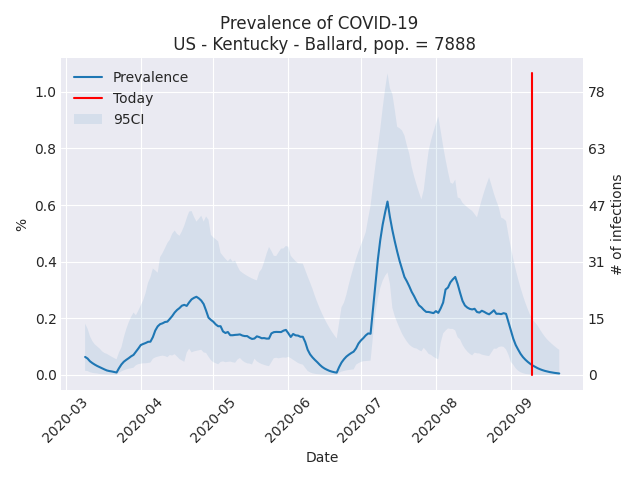 Prevalence of COVID-19
US - Kentucky - Ballard, pop. = 7888
Prevalence
Today
95CI
1.0
0.8
0.6
0.4
0.2
0.0
%
78
63
47
31
15
0
# of infections
2020-03
2020-04
2020-05
2020-06
2020-07
2020-08
2020-09
Date